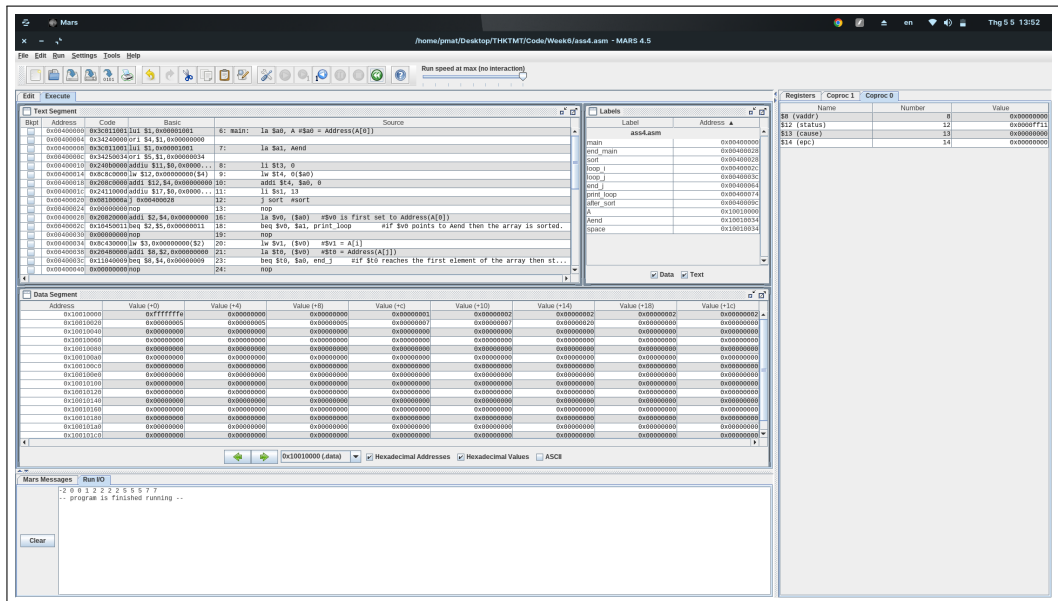 Mars
en
Thg 5 5 13:52
/home/pmat/Desktop/THKTMT/Code/Week6/ass4.asm - MARS 4.5
File Edit Run Settings Tools Help
Run speed at max (no interaction)
Edit Execute
Text Segment
Bkpt Address Code Basic Source
0x00400000 0x3c011001 lui $1,0x00001001 6: main: la $a0, A #$a0 = Address(A[0])
0x00400004 0x34240000 ori $4,$1,0x00000000
0x00400008 0x3c011001 lui $1,0x00001001 7: la $a1, Aend
0x0040000c 0x34250034 ori $5,$1,0x00000034
0x00400010 0x240b0000 addiu $11,$0,0x0000... 8: li $t3, 0
0x00400014 0x8c8c0000 lw $12,0x00000000($4) 9: lw $t4, 0($a0)
0x00400018 0x208c0000 addi $12,$4,0x00000000 10: addi $t4, $a0, 0
0x0040001c 0x2411000d addiu $17,$0,0x0000... 11: li $s1, 13
0x00400020 0x0810000a j 0x00400028 12: j sort #sort
0x00400024 0x00000000 nop 13: nop
0x00400028 0x20820000 addi $2,$4,0x00000000 16: la $v0, ($a0) #$v0 is first set to Address(A[0])
0x0040002c 0x10450011 beq $2,$5,0x00000011 18: beq $v0, $a1, print_loop #if $v0 points to Aend then the array is sorted.
0x00400030 0x00000000 nop 19: nop
0x00400034 0x8c430000 lw $3,0x00000000($2) 20: lw $v1, ($v0) #$v1 = A[i]
0x00400038 0x20480000 addi $8,$2,0x00000000 21: la $t0, ($v0) #$t0 = Address(A[j])
0x0040003c 0x11040009 beq $8,$4,0x00000009 23: beq $t0, $a0, end_j #if $t0 reaches the first element of the array then st...
0x00400040 0x00000000 nop 24: nop
Labels
Label Address ▲
ass4.asm
main 0x00400000
end_main 0x00400028
sort 0x00400028
loop_i 0x0040002c
loop_j 0x0040003c
end_j 0x00400064
print_loop 0x00400074
after_sort 0x0040009c
A 0x10010000
Aend 0x10010034
space 0x10010034
Data Text
Data Segment
Address Value (+0) Value (+4) Value (+8) Value (+c) Value (+10) Value (+14) Value (+18) Value (+1c)
0x10010000 0xfffffffe 0x00000000 0x00000000 0x00000001 0x00000002 0x00000002 0x00000002 0x00000002
0x10010020 0x00000005 0x00000005 0x00000005 0x00000007 0x00000007 0x00000020 0x00000000 0x00000000
0x10010040 0x00000000 0x00000000 0x00000000 0x00000000 0x00000000 0x00000000 0x00000000 0x00000000
0x10010060 0x00000000 0x00000000 0x00000000 0x00000000 0x00000000 0x00000000 0x00000000 0x00000000
0x10010080 0x00000000 0x00000000 0x00000000 0x00000000 0x00000000 0x00000000 0x00000000 0x00000000
0x100100a0 0x00000000 0x00000000 0x00000000 0x00000000 0x00000000 0x00000000 0x00000000 0x00000000
0x100100c0 0x00000000 0x00000000 0x00000000 0x00000000 0x00000000 0x00000000 0x00000000 0x00000000
0x100100e0 0x00000000 0x00000000 0x00000000 0x00000000 0x00000000 0x00000000 0x00000000 0x00000000
0x10010100 0x00000000 0x00000000 0x00000000 0x00000000 0x00000000 0x00000000 0x00000000 0x00000000
0x10010120 0x00000000 0x00000000 0x00000000 0x00000000 0x00000000 0x00000000 0x00000000 0x00000000
0x10010140 0x00000000 0x00000000 0x00000000 0x00000000 0x00000000 0x00000000 0x00000000 0x00000000
0x10010160 0x00000000 0x00000000 0x00000000 0x00000000 0x00000000 0x00000000 0x00000000 0x00000000
0x10010180 0x00000000 0x00000000 0x00000000 0x00000000 0x00000000 0x00000000 0x00000000 0x00000000
0x100101a0 0x00000000 0x00000000 0x00000000 0x00000000 0x00000000 0x00000000 0x00000000 0x00000000
0x100101c0 0x00000000 0x00000000 0x00000000 0x00000000 0x00000000 0x00000000 0x00000000 0x00000000
0x10010000 (.data) Hexadecimal Addresses Hexadecimal Values ASCII
Mars Messages Run I/O
-2 0 0 1 2 2 2 2 5 5 5 7 7
-- program is finished running --
Clear
Registers Coproc 1 Coproc 0
Name Number Value
$8 (vaddr) 8 0x00000000
$12 (status) 12 0x0000ff11
$13 (cause) 13 0x00000000
$14 (epc) 14 0x00000000